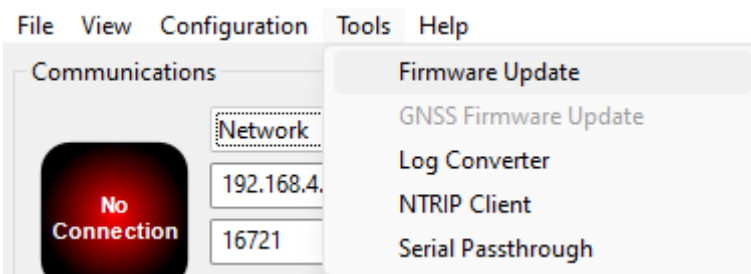 File View Configuration Tools Help
Communications
Firmware Update
GNSS Firmware Update
Network
Log Converter
192.168.4.
NTRIP Client
No
Connection
16721
Serial Passthrough